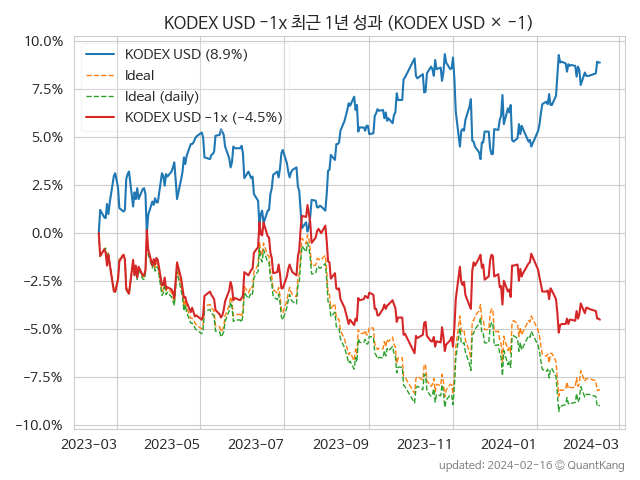 KODEX USD −1x 최근 1년 성과 (KODEX USD × −1)
10.0%
7.5%
5.0%
2.5%
0.0%
−2.5%
−5.0%
−7.5%
−10.0%
KODEX USD (8.9%)
Ideal
Ideal (daily)
KODEX USD −1x (−4.5%)
2023−03
2023−05
2023−07
2023−09
2023−11
2024−01
2024−03
updated: 2024−02−16 © QuantKang